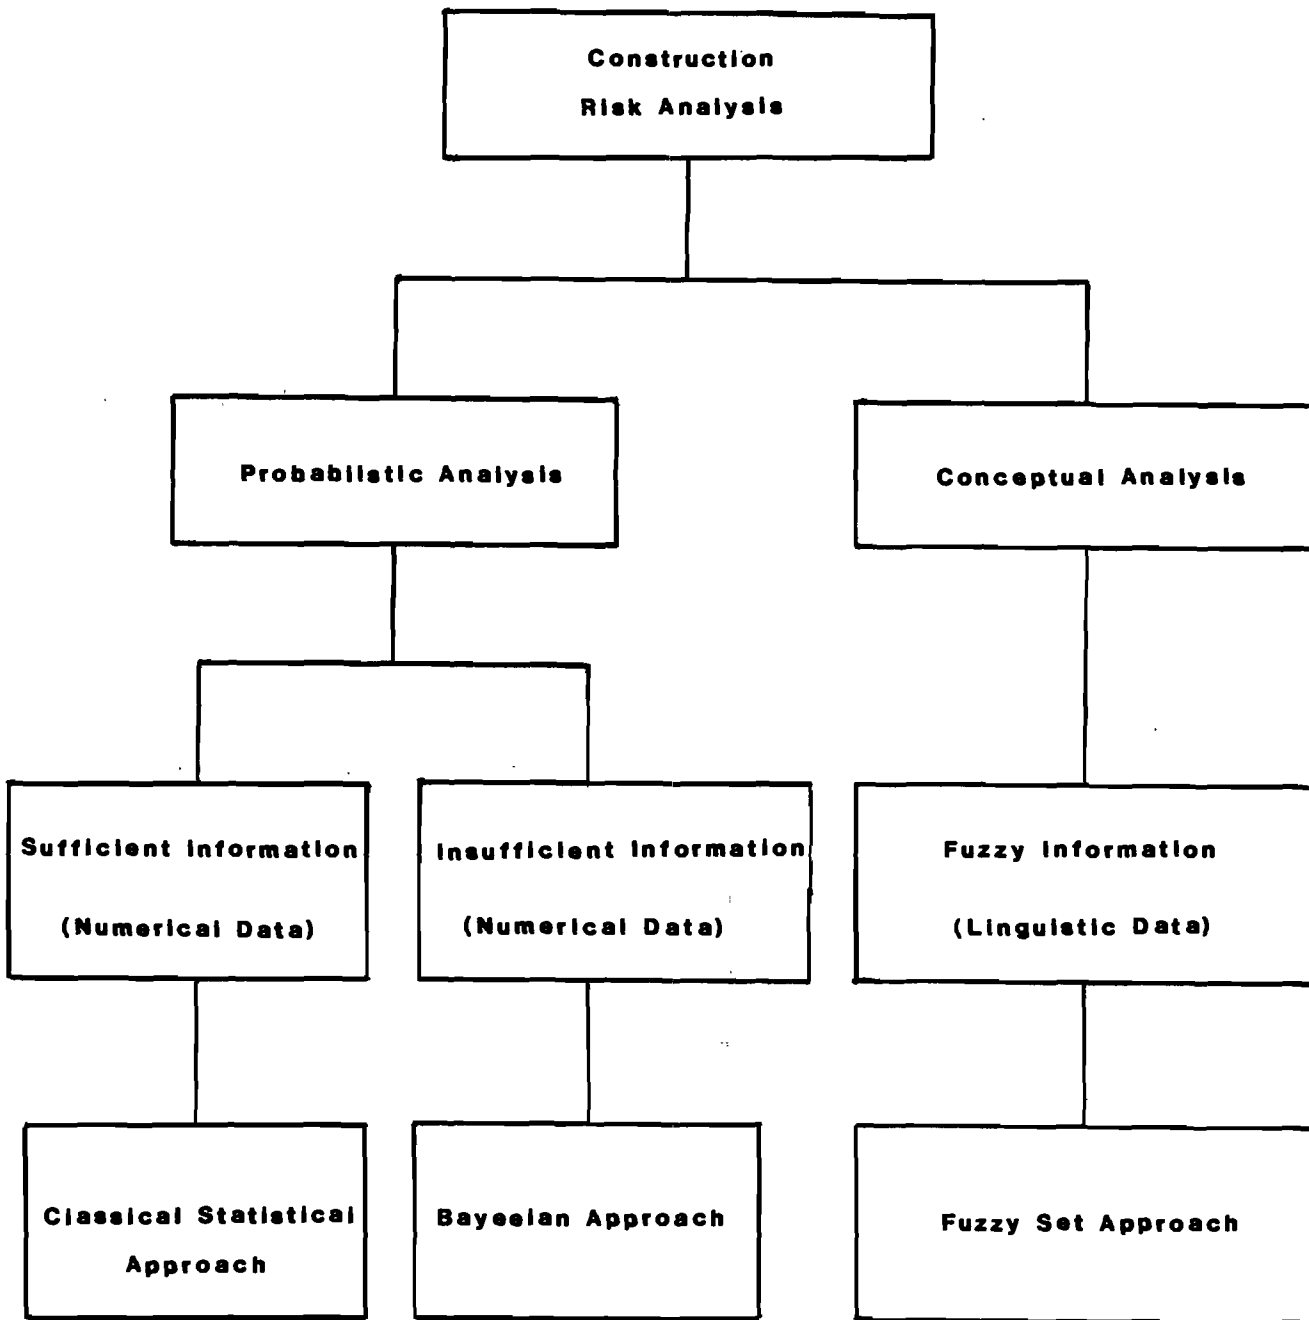 Construction
Risk Analysis
Probabilistic Analysis
Conceptual Analysis
Sufficient Information
(Numerical Data)
Insufficient Information
(Numerical Data)
Fuzzy Information
(Linguistic Data)
Classical Statistical
Approach
Bayesian Approach
Fuzzy Set Approach